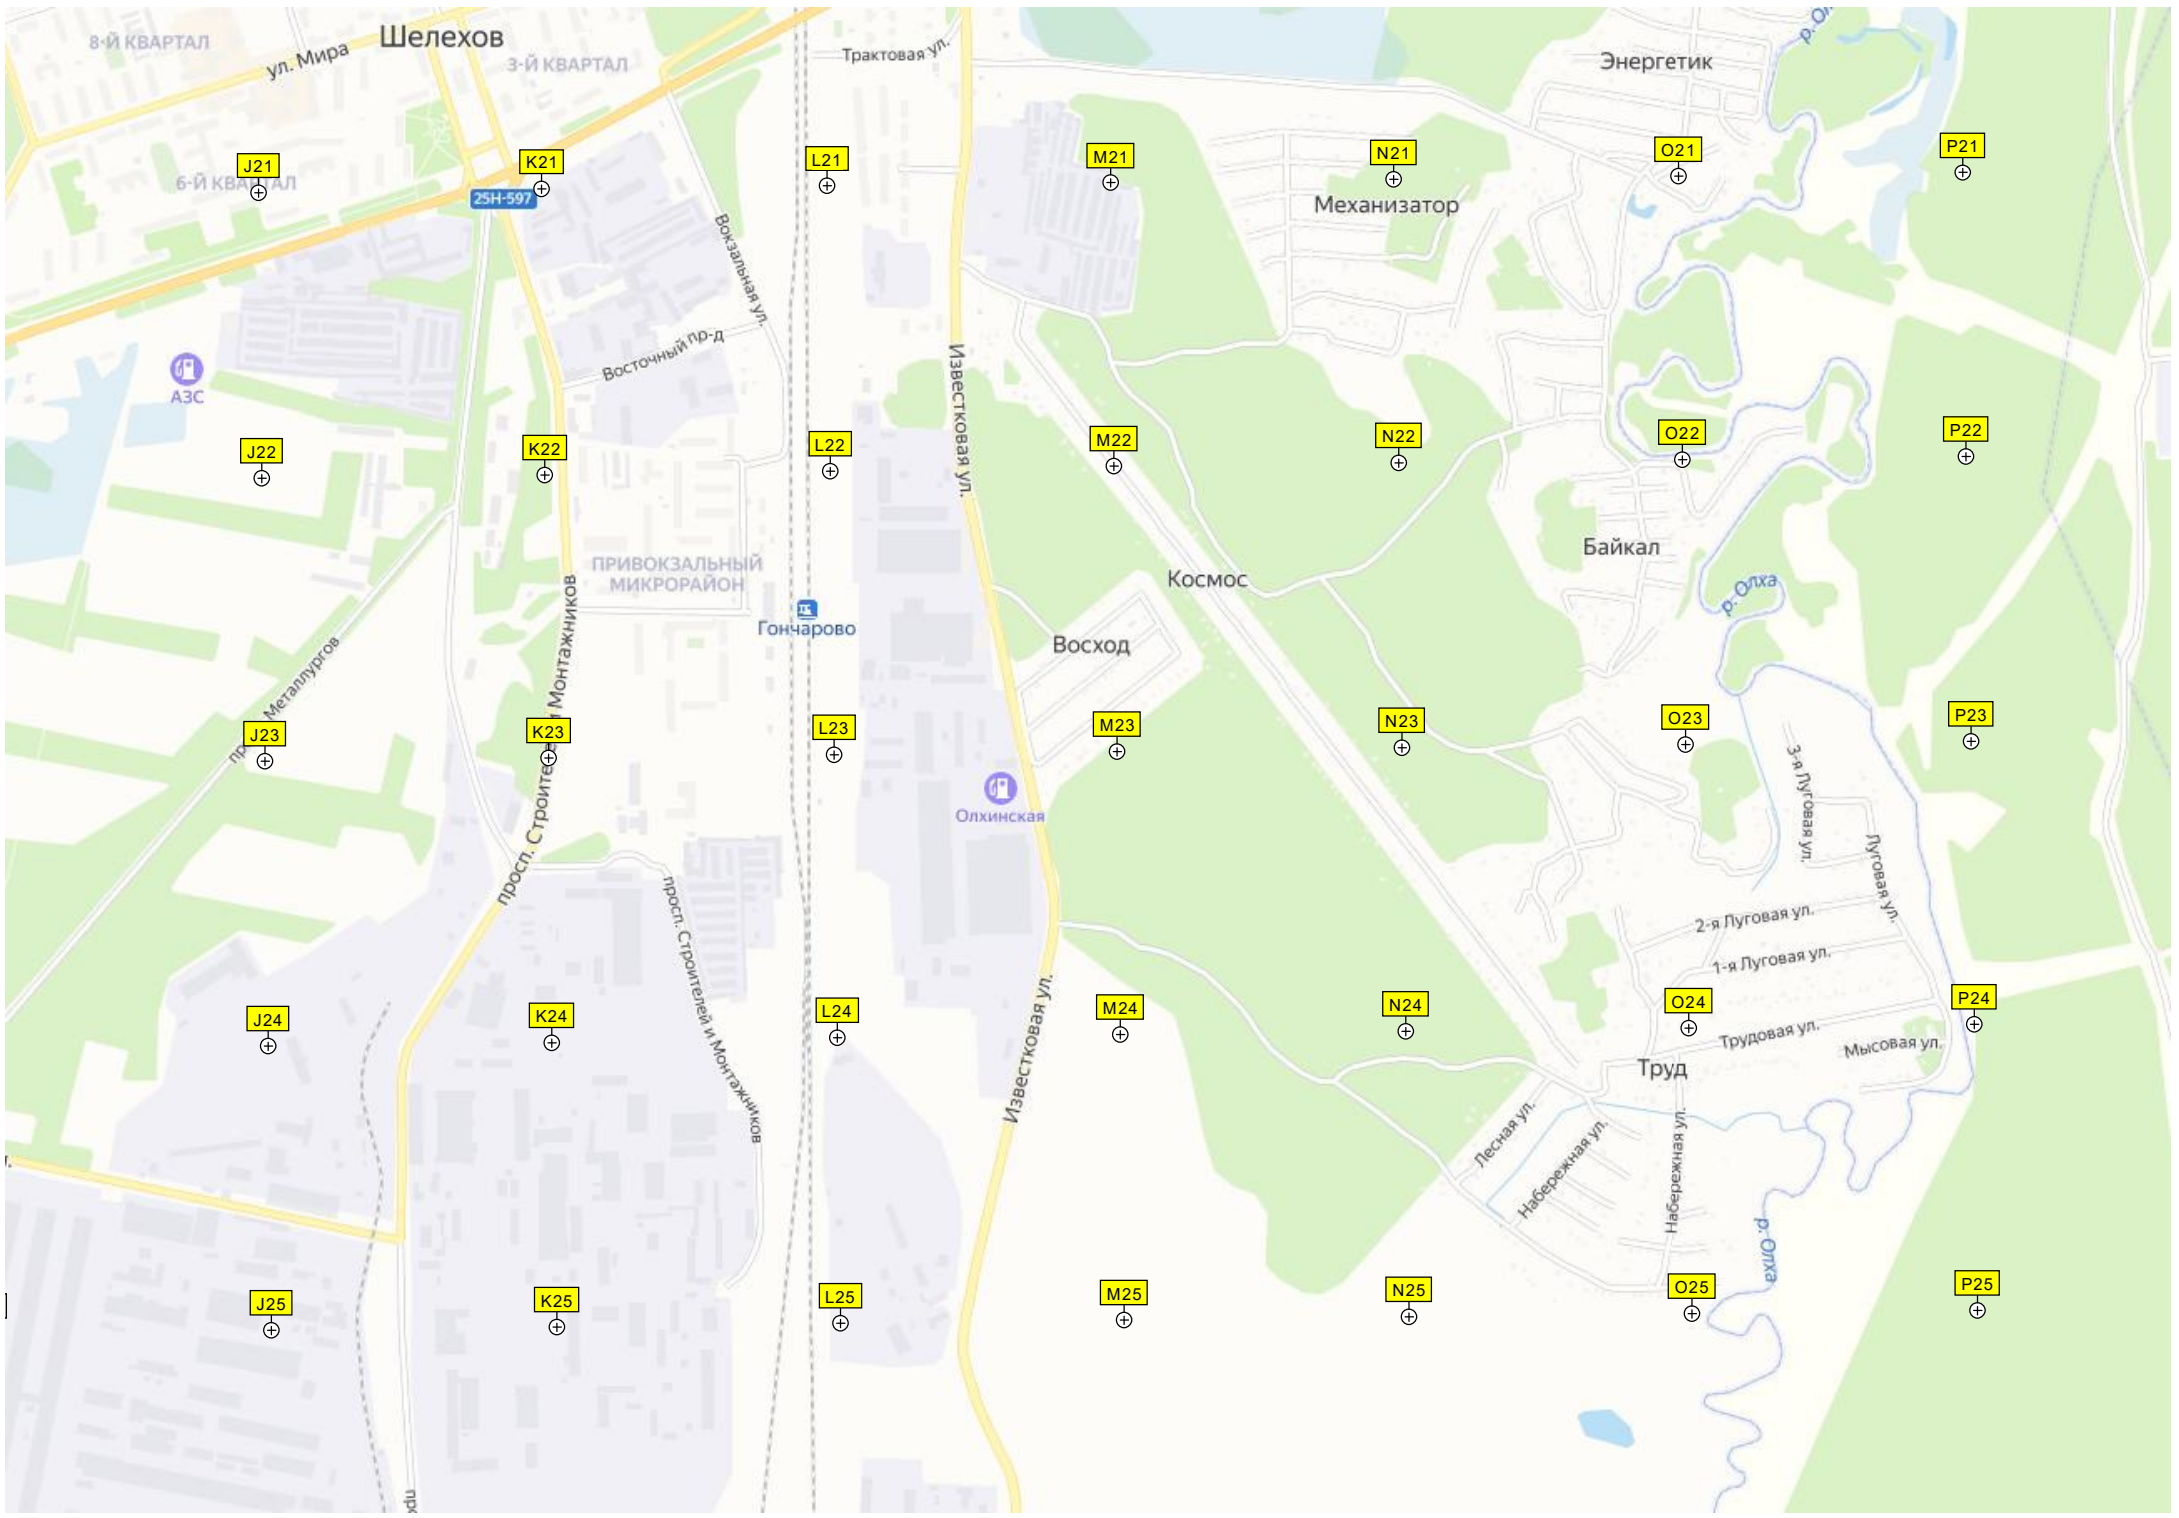 8-Й КВАРТАЛ
Шелехов
ул. Мира
3-Й КВАРТАЛ
Трактовая ул.
Энергетик
J21
6-Й КВАРТАЛ
K21
25Н-597
L21
M21
N21
Механизатор
O21
P21
Вокзальная ул.
Восточный пр-д
АЗС
Известковая ул.
J22
K22
L22
M22
N22
O22
P22
ПРИВОКЗАЛЬНЫЙ
МИКРОРАЙОН
Гончарово
Космос
Байкал
р. Олха
Восход
Металлургов
J23
K23
L23
M23
N23
O23
P23
просп. Строителей и Монтажников
Олхинская
3-я Луговая ул.
Луговая ул.
2-я Луговая ул.
1-я Луговая ул.
просп. Строителей и Монтажников
J24
K24
L24
Известковая ул.
M24
N24
O24
P24
Трудовая ул.
Мысовая ул.
Труд
Лесная ул.
Набережная ул.
Набережная ул.
р. Олха
J25
K25
L25
M25
N25
O25
P25